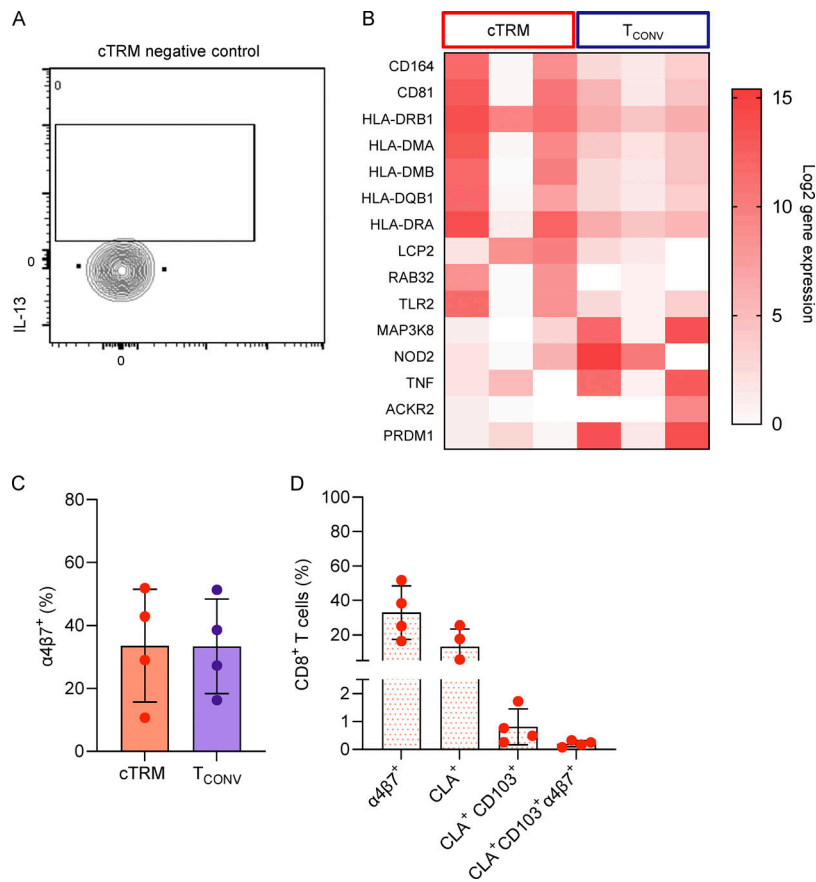 A
cTRM negative control
0
0
IL-13
0
B
cTRM
T_CONV
CD164
CD81
HLA-DRB1
HLA-DMA
HLA-DMB
HLA-DQB1
HLA-DRA
LCP2
RAB32
TLR2
MAP3K8
NOD2
TNF
ACKR2
PRDM1
15
10
5
0
Log2 gene expression
C
80
60
40
20
0
α4β7⁺ (%)
cTRM
T_CONV
D
100
80
60
40
20
2
1
0
CD8⁺ T cells (%)
α4β7⁺
CLA⁺
CLA⁺ CD103⁺
CLA⁺ CD103⁺ α4β7⁺